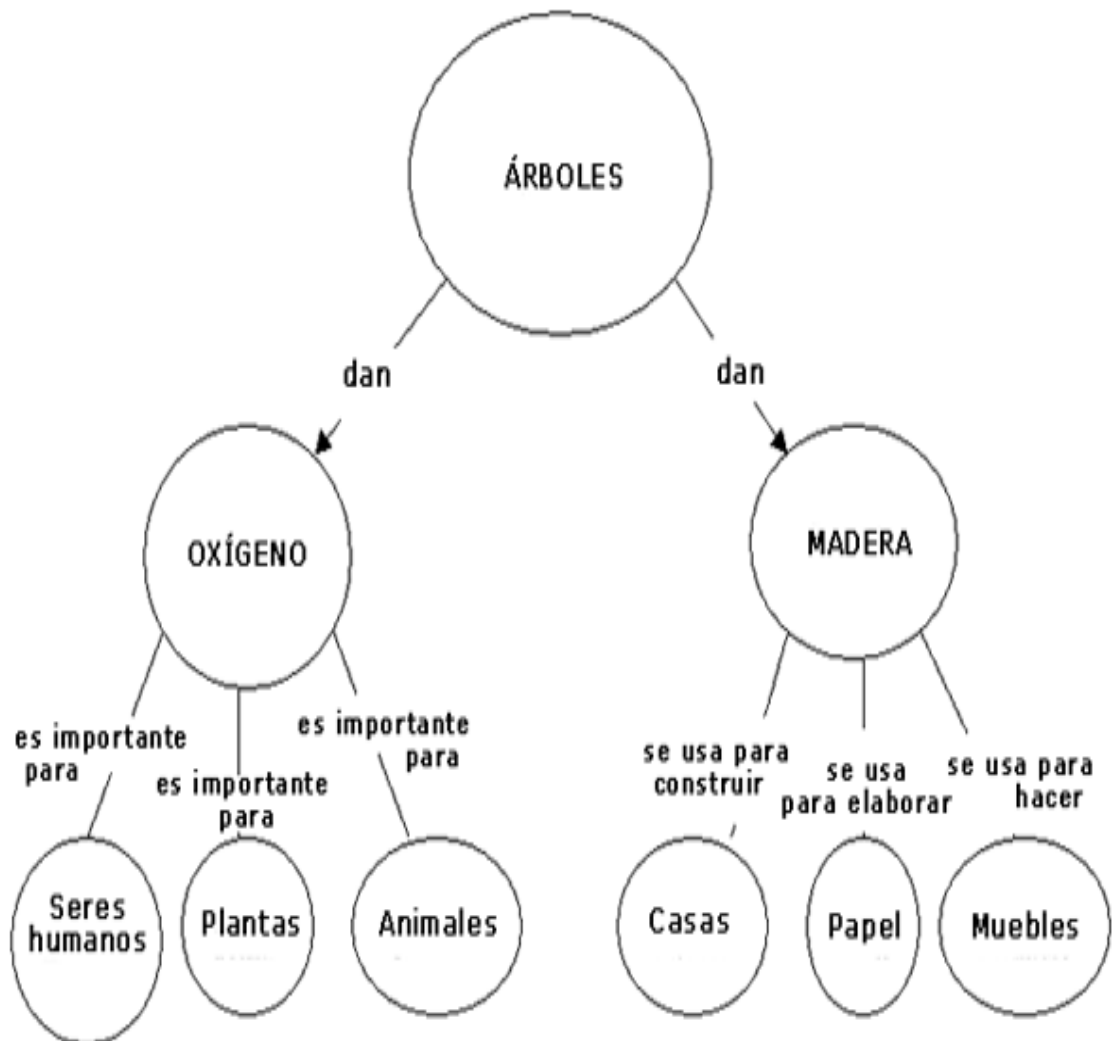 ÁRBOLES
dan
dan
OXÍGENO
MADERA
es importante
para
es importante
para
es importante
para
se usa para
construir
se usa
para elaborar
se usa para
hacer
Seres
humanos
Plantas
Animales
Casas
Papel
Muebles